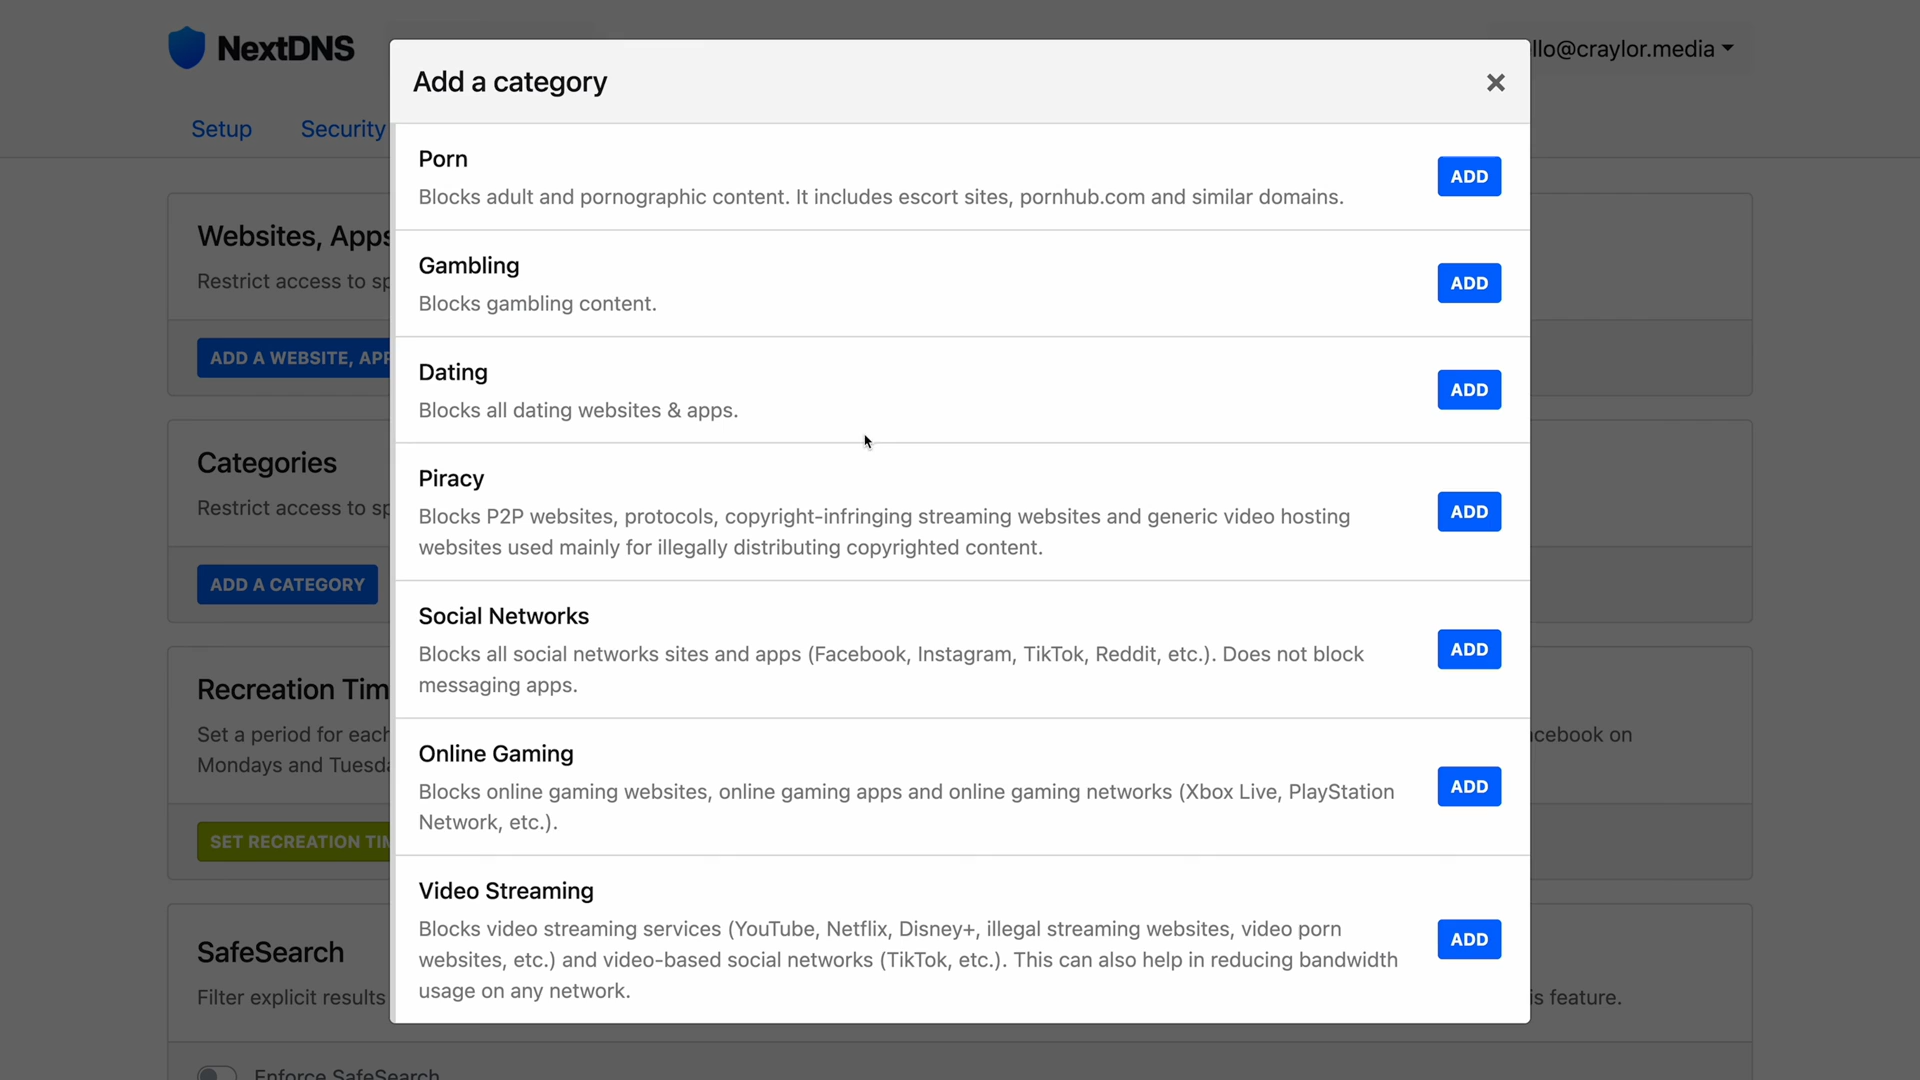 NextDNS
llo@craylor.media
Setup
Security
Add a category
Porn
Blocks adult and pornographic content. It includes escort sites, pornhub.com and similar domains.
ADD
Gambling
Blocks gambling content.
ADD
Dating
Blocks all dating websites & apps.
ADD
Piracy
Blocks P2P websites, protocols, copyright-infringing streaming websites and generic video hosting
websites used mainly for illegally distributing copyrighted content.
ADD
Social Networks
Blocks all social networks sites and apps (Facebook, Instagram, TikTok, Reddit, etc.). Does not block
messaging apps.
ADD
Online Gaming
Blocks online gaming websites, online gaming apps and online gaming networks (Xbox Live, PlayStation
Network, etc.).
ADD
Video Streaming
Blocks video streaming services (YouTube, Netflix, Disney+, illegal streaming websites, video porn
websites, etc.) and video-based social networks (TikTok, etc.). This can also help in reducing bandwidth
usage on any network.
ADD
Websites, Apps
Restrict access to sp
ADD A WEBSITE, APP
Categories
Restrict access to sp
ADD A CATEGORY
Recreation Tim
Set a period for each
cebook on
Mondays and Tuesda
SET RECREATION TIM
SafeSearch
Filter explicit results
is feature.
Enforce SafeSearch